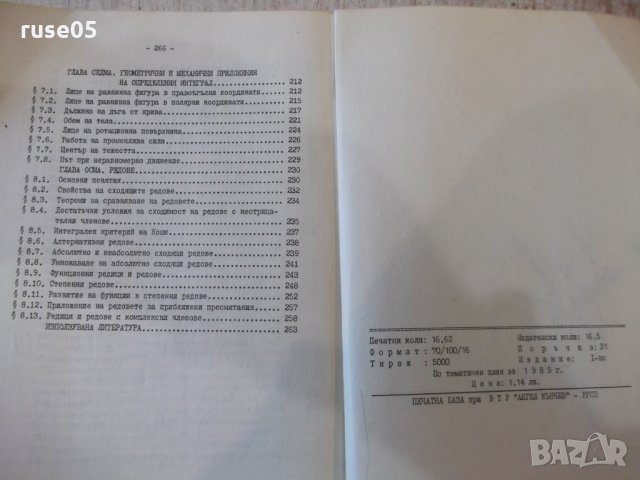 ruse05
- 266 -
ГЛАВА СЕДМА. ГЕОМЕТРИЧНИ И МЕХАНИЧНИ ПРИЛОЖЕНИЯ
НА ОПРЕДЕЛЕНИЯ ИНТЕГРАЛ 212
§ 7.1. Лице на равнинна фигура в правоъгълни координати 212
§ 7.2. Лице на равнинна фигура в полярни координати 215
§ 7.3. Дължина на дъга от крива 217
§ 7.4. Обем на тела 221
§ 7.5. Лице на ротационна повърхнина 224
§ 7.6. Работа на променлива сила 226
§ 7.7. Център на тежестта 227
§ 7.8. Път при неравномерно движение 229
ГЛАВА ОСМА. РЕДОВЕ 230
§ 8.1. Основни понятия 230
§ 8.2. Свойства на сходящите редове 232
§ 8.3. Теореми за сравняване на редовете 234
§ 8.4. Достатъчни условия за сходимост на редове с неотрица-
телни членове 235
§ 8.5. Интегрален критерий на Коши 237
§ 8.6. Алтернативни редове 238
§ 8.7. Абсолютно и неабсолютно сходящи редове 239
§ 8.8. Умножаване на абсолютно сходящи редове 241
§ 8.9. Функционни редици и редове 243
§ 8.10. Степенни редове 248
§ 8.11. Развитие на функции в степенни редове 252
§ 8.12. Приложение на редовете за приближени пресмятания 257
§ 8.13. Редици и редове с комплексни членове 258
ИЗПОЛЗУВАНА ЛИТЕРАТУРА 263
Печатни коли: 16,62 Издателски коли: 16,5
Формат: 70/100/16 Поръчка: 31
Тираж: 5000 Издание: I-во
По тематичен план за 1985 г.
Цена: 1,14 лв.
ПЕЧАТНА БАЗА при ВТУ "АНГЕЛ КЪНЧЕВ" - РУСЕ
BAZAR
.bg